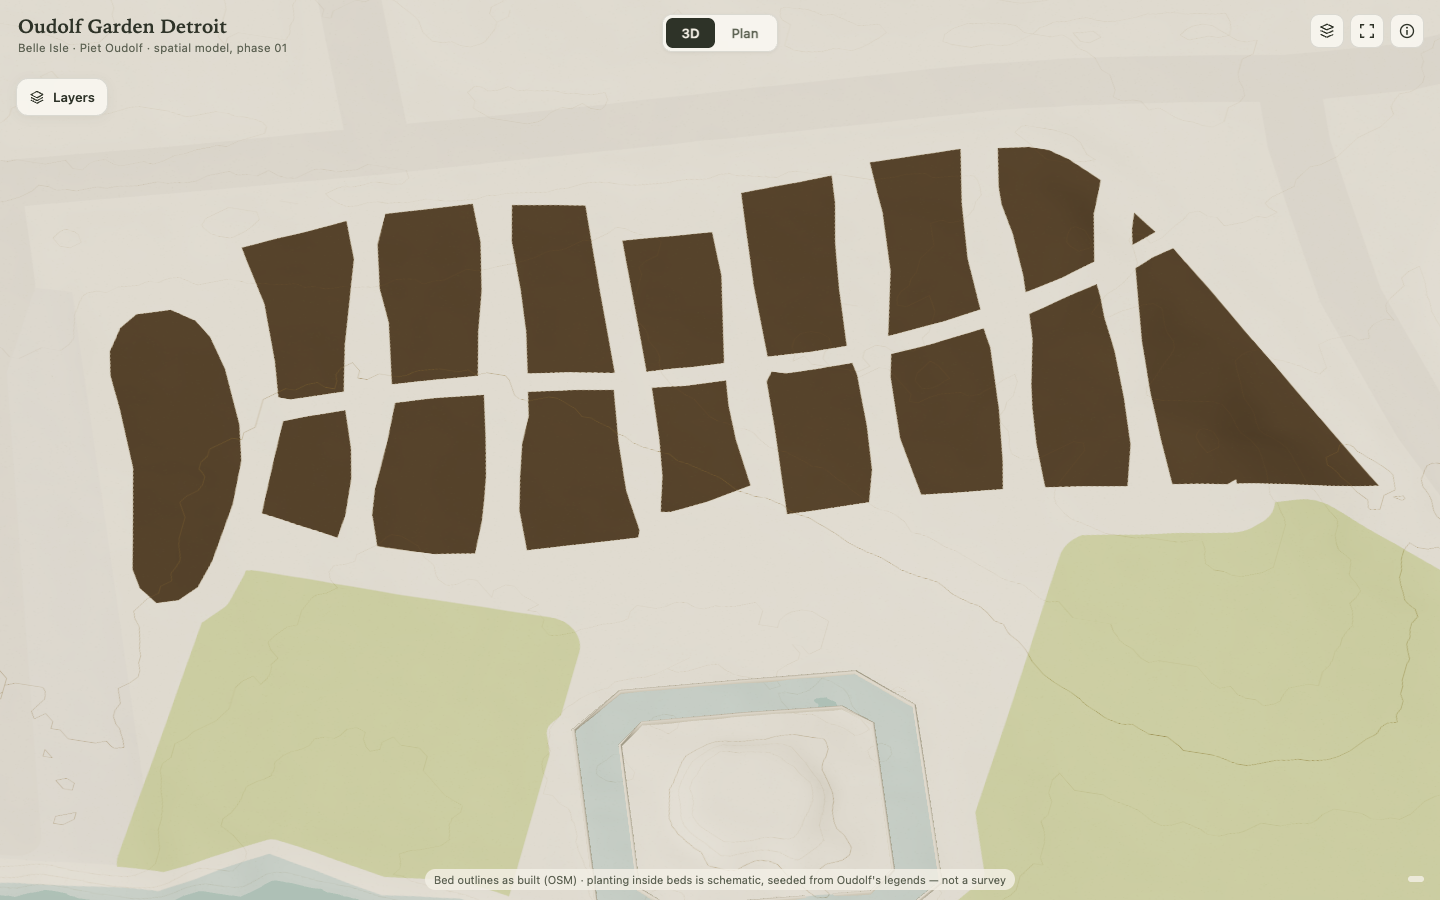 Oudolf Garden Detroit
Belle Isle · Piet Oudolf · spatial model, phase 01
3D
Plan
Layers
Bed outlines as built (OSM) · planting inside beds is schematic, seeded from Oudolf's legends — not a survey